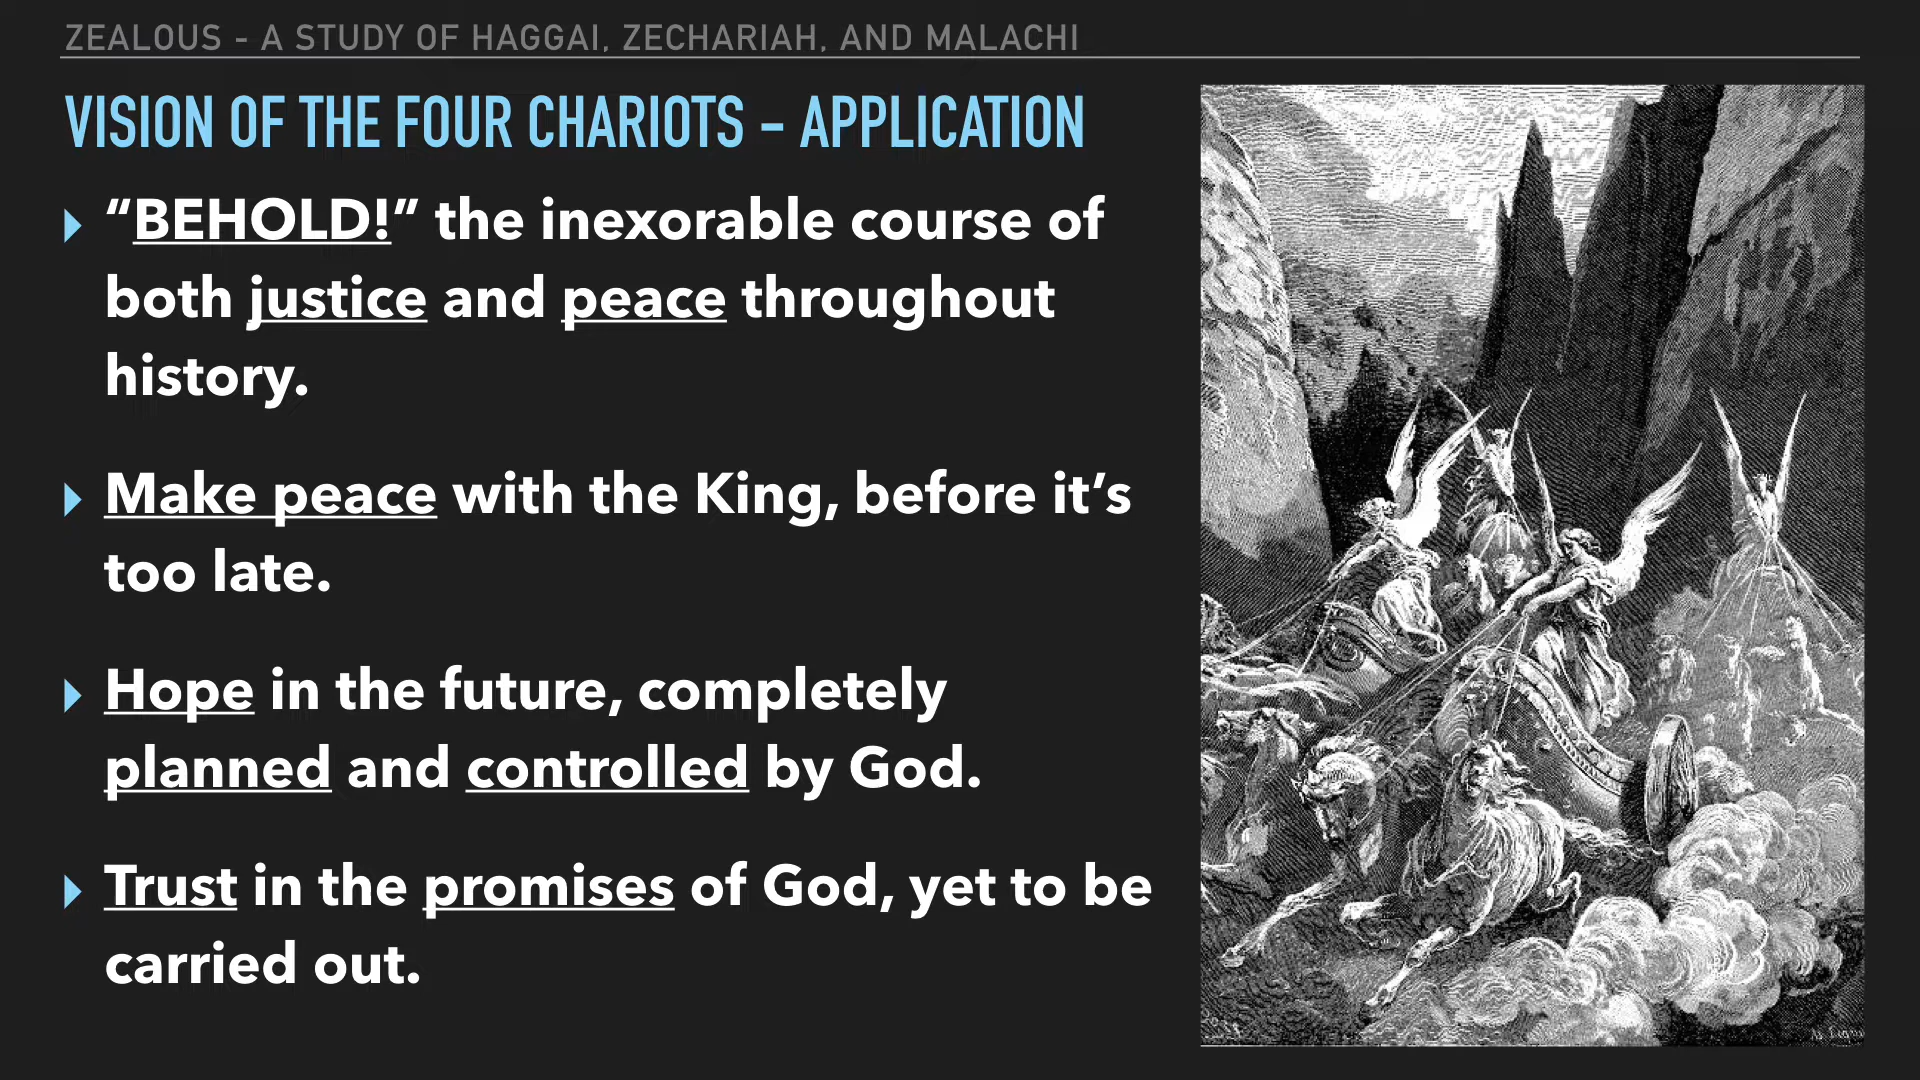 ZEALOUS - A STUDY OF HAGGAI, ZECHARIAH, AND MALACHI
VISION OF THE FOUR CHARIOTS – APPLICATION
“BEHOLD!” the inexorable course of
both justice and peace throughout
history.
Make peace with the King, before it’s
too late.
Hope in the future, completely
planned and controlled by God.
Trust in the promises of God, yet to be
carried out.